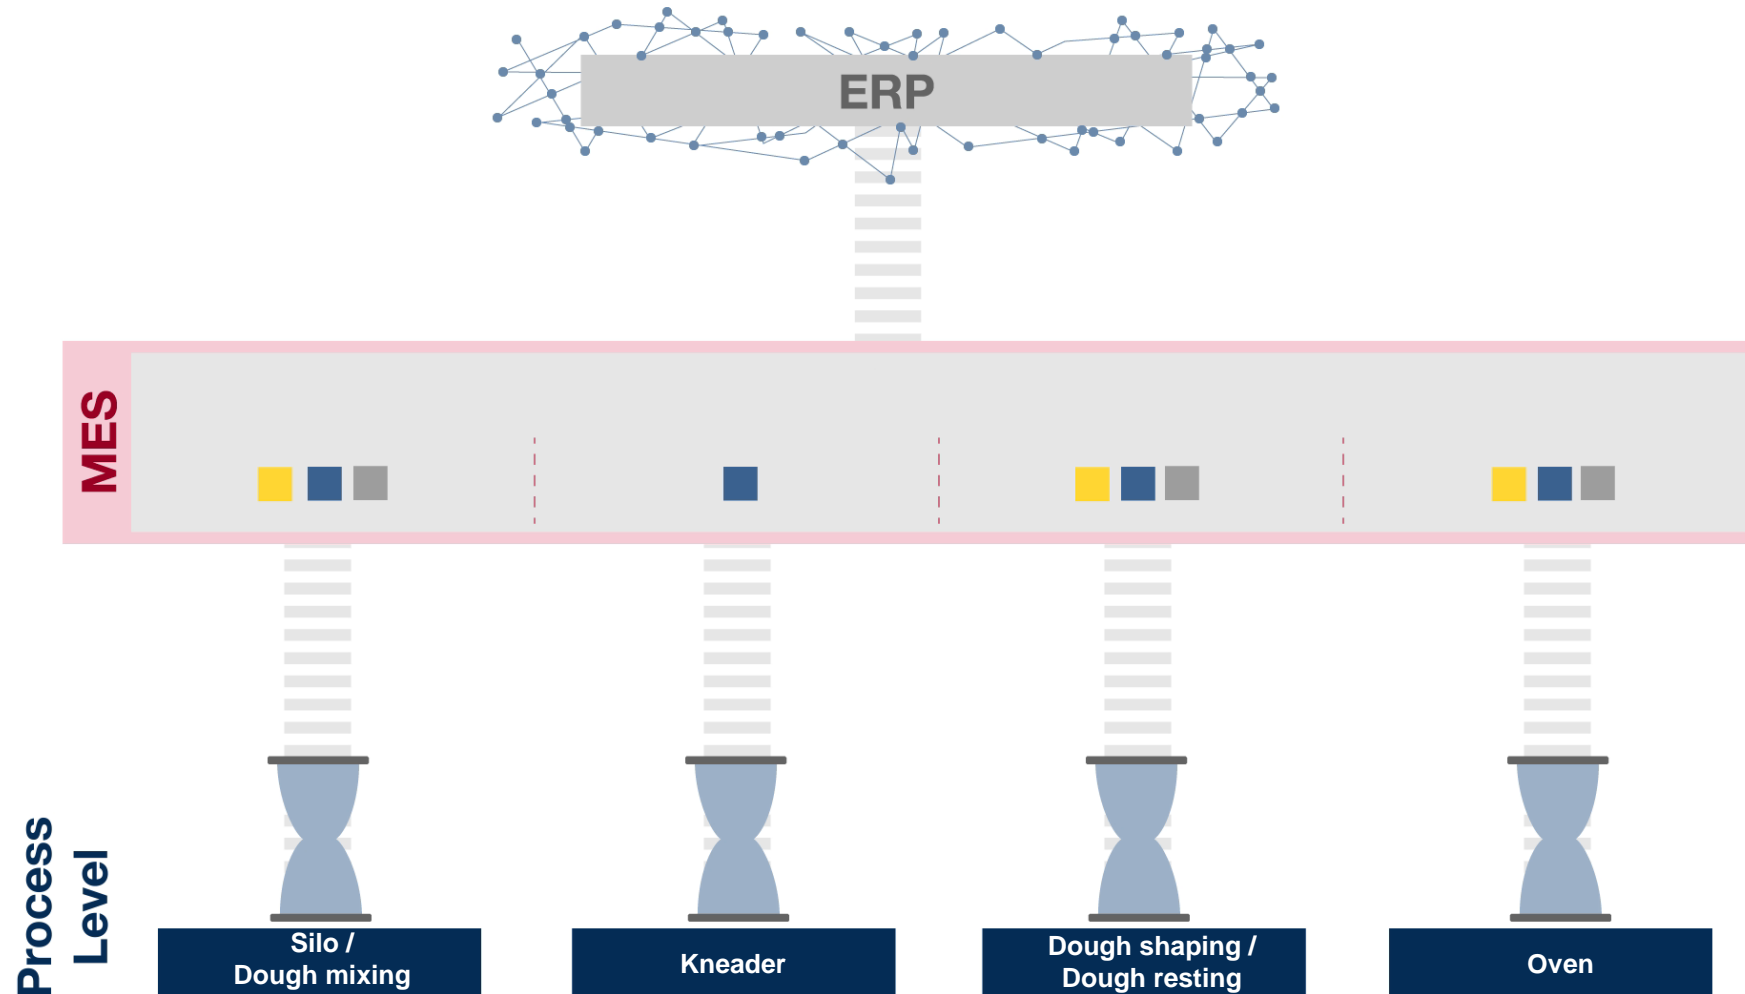 ERP
MES
Process
Level
Silo /
Dough mixing
Kneader
Dough shaping /
Dough resting
Oven